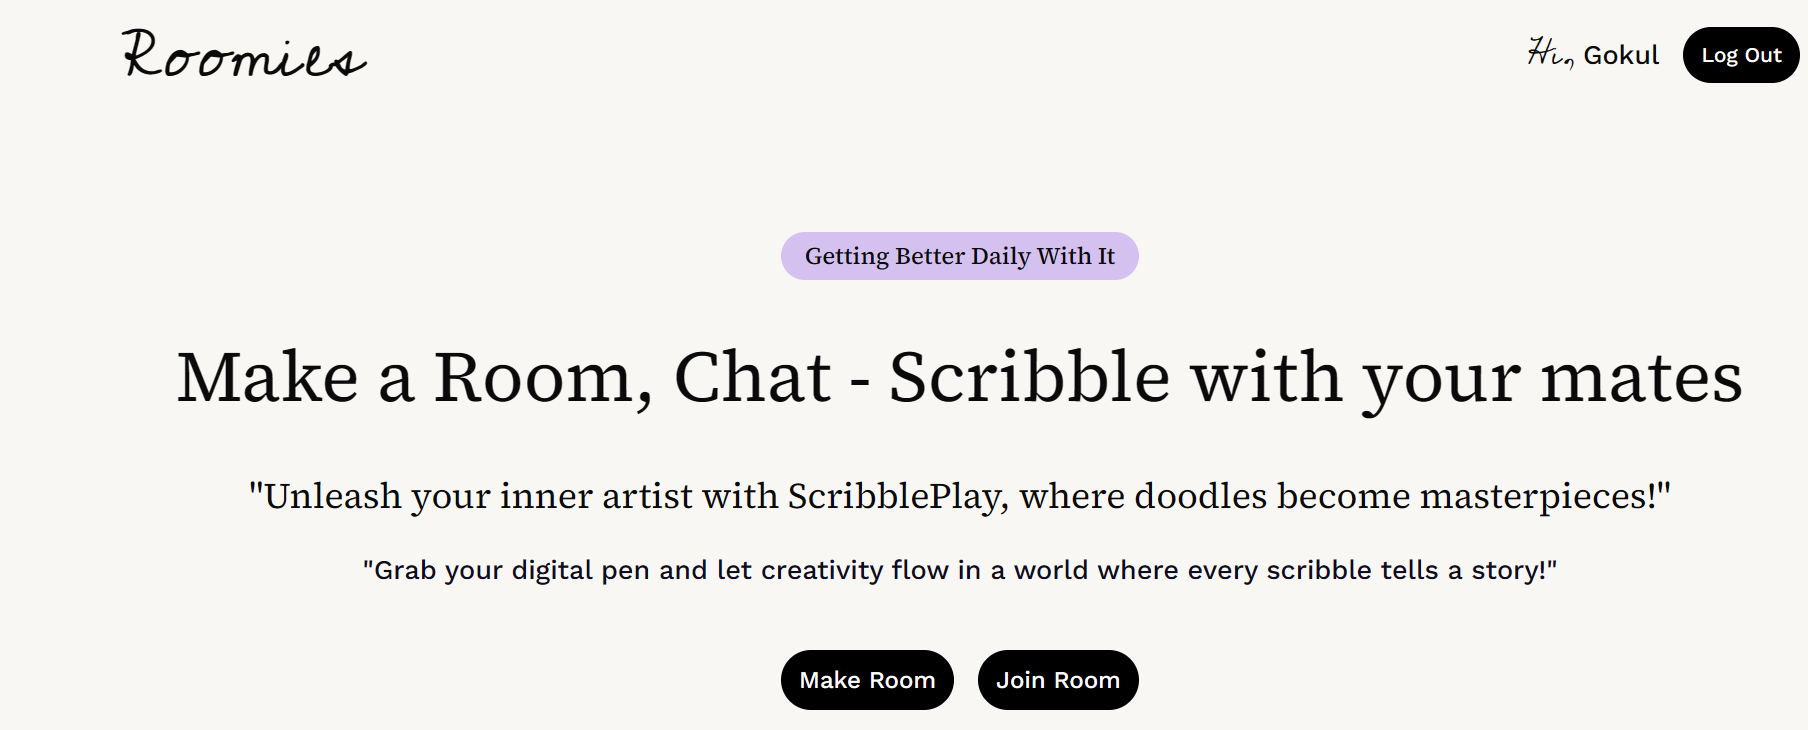 Roomies
Hi, Gokul
Log Out
Getting Better Daily With It
Make a Room, Chat - Scribble with your mates
"Unleash your inner artist with ScribblePlay, where doodles become masterpieces!"
"Grab your digital pen and let creativity flow in a world where every scribble tells a story!"
Make Room
Join Room